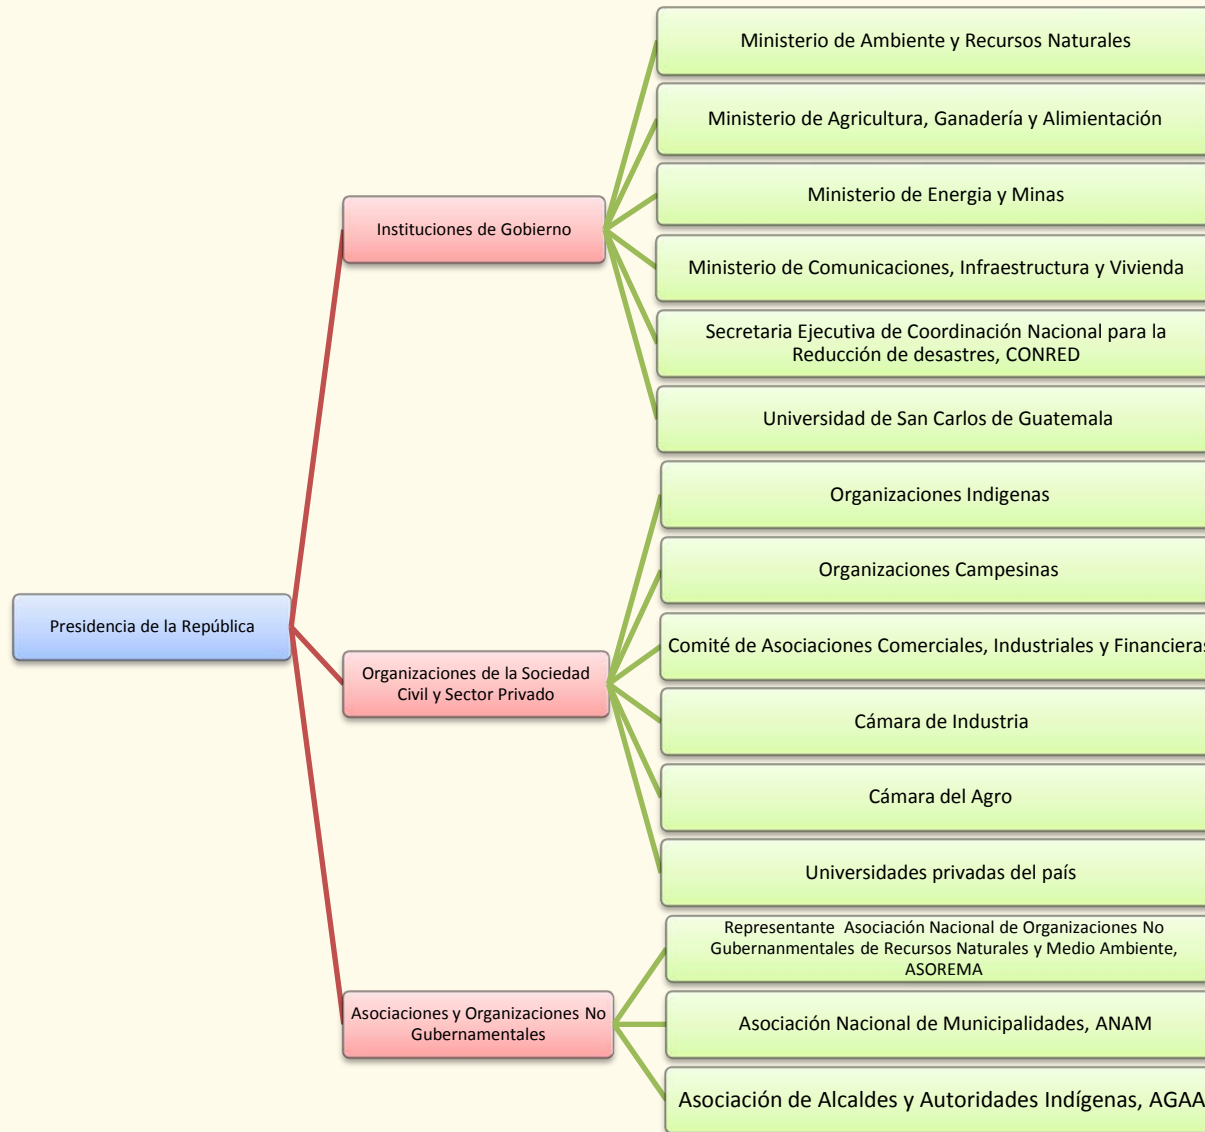 Ministerio de Ambiente y Recursos Naturales
Ministerio de Agricultura, Ganadería y Alimientación
Ministerio de Energia y Minas
Instituciones de Gobierno
Ministerio de Comunicaciones, Infraestructura y Vivienda
Secretaria Ejecutiva de Coordinación Nacional para la
Reducción de desastres, CONRED
Universidad de San Carlos de Guatemala
Organizaciones Indigenas
Organizaciones Campesinas
Presidencia de la República
Comité de Asociaciones Comerciales, Industriales y Financieras
Organizaciones de la Sociedad
Civil y Sector Privado
Cámara de Industria
Cámara del Agro
Universidades privadas del país
Representante Asociación Nacional de Organizaciones No
Gubernanmentales de Recursos Naturales y Medio Ambiente,
ASOREMA
Asociaciones y Organizaciones No
Gubernamentales
Asociación Nacional de Municipalidades, ANAM
Asociación de Alcaldes y Autoridades Indígenas, AGAA